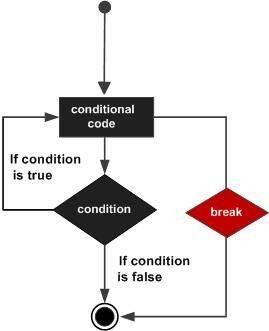 conditional
code
If condition
is true
condition
break
If condition
is false